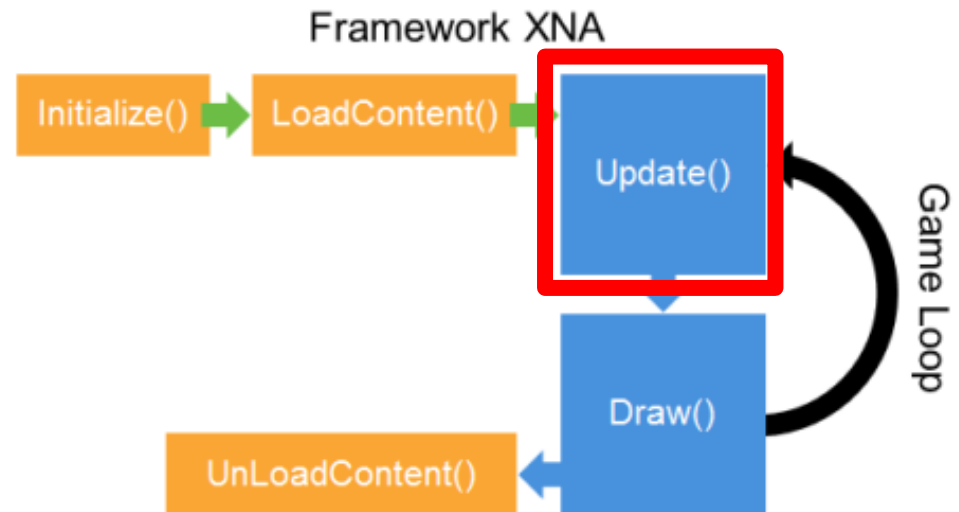 Framework XNA
Initialize()
LoadContent()
Update()
Game Loop
Draw()
UnLoadContent()